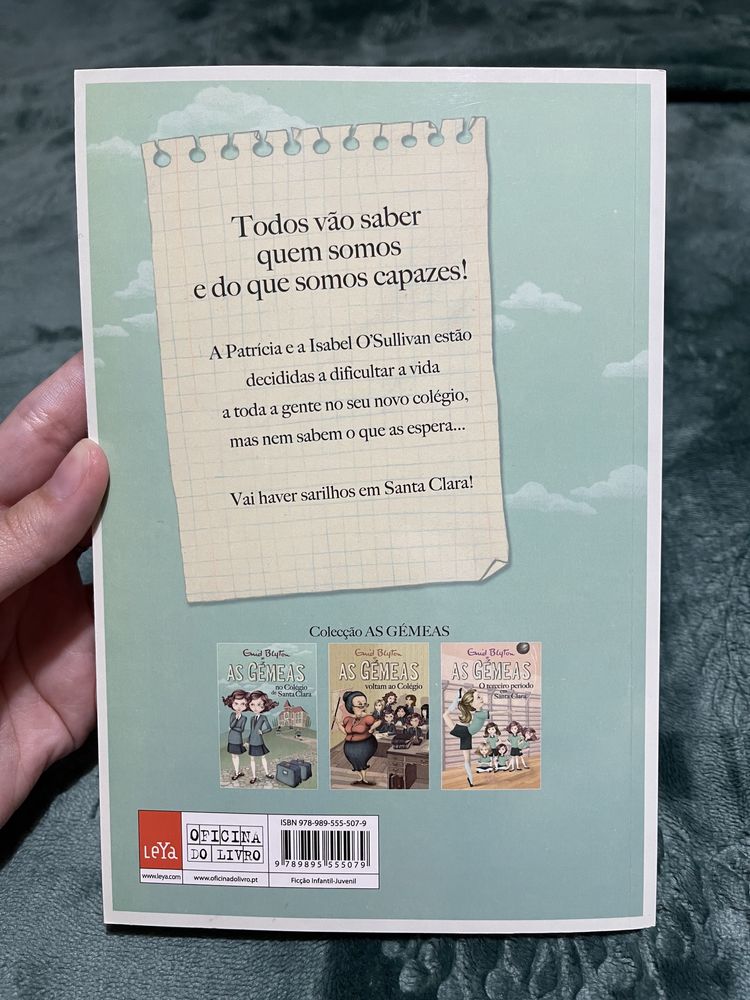 Todos vão saber
quem somos
e do que somos capazes!
A Patrícia e a Isabel O'Sullivan estão
decididas a dificultar a vida
a toda a gente no seu novo colégio,
mas nem sabem o que as espera...
Vai haver sarilhos em Santa Clara!
Colecção AS GÉMEAS
Enid Blyton
AS GÉMEAS
no Colégio
de Santa Clara
Enid Blyton
AS GÉMEAS
voltam ao Colégio
Enid Blyton
AS GÉMEAS
O terceiro período
em Santa Clara
LeYa
www.leya.com
OFICINA
DO LIVRO
www.oficinadolivro.pt
ISBN 978-989-555-507-9
9 789895 555079
Ficção Infantil-Juvenil